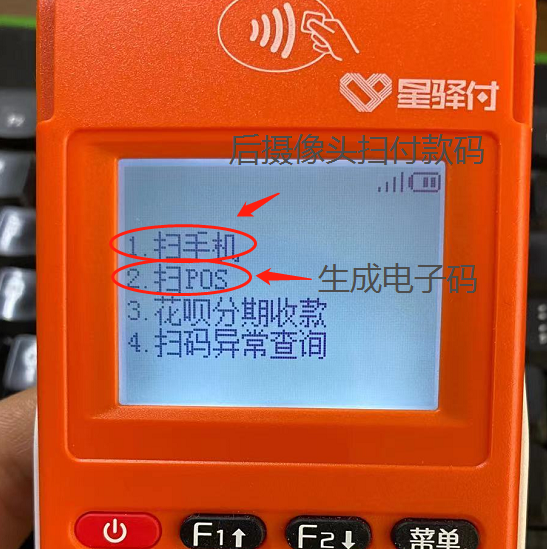 星驿付
后摄像头扫付款码
1.扫手机
2.扫POS
生成电子码
3.花呗分期收款
4.扫码异常查询
F1↑
F2↓
菜单